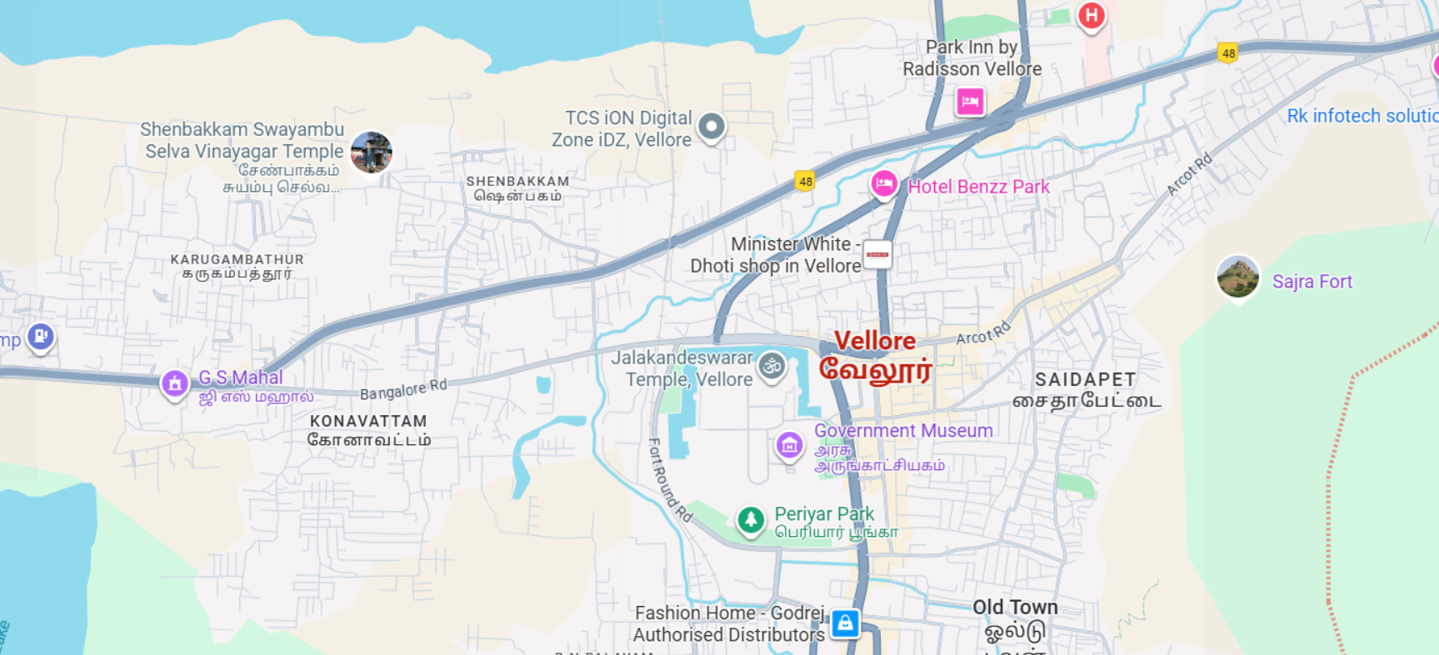 H
Park Inn by
Radisson Vellore
48
TCS iON Digital
Zone iDZ, Vellore
Rk infotech solutio
Shenbakkam Swayambu
Selva Vinayagar Temple
சேண்பாக்கம்
சுயம்பு செல்வ...
SHENBAKKAM
ஷென்பகம்
48
Arcot Rd
Hotel Benzz Park
Minister White -
Dhoti shop in Vellore
KARUGAMBATHUR
கருகம்பத்தூர்
Sajra Fort
mp
Vellore
வேலூர்
Arcot Rd
Jalakandeswarar
Temple, Vellore
G S Mahal
ஜி எஸ் மஹால்
Bangalore Rd
SAIDAPET
சைதாபேட்டை
KONAVATTAM
கோனாவட்டம்
Government Museum
அரசு
அருங்காட்சியகம்
Fort Round Rd
Periyar Park
பெரியார் பூங்கா
Fashion Home - Godrej
Authorised Distributors
Old Town
ஓல்டு